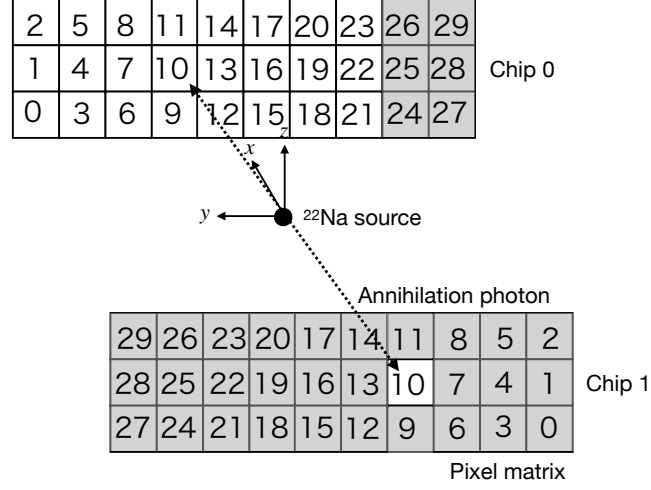 2 5 8 11 14 17 20 23 26 29
1 4 7 10 13 16 19 22 25 28 Chip 0
0 3 6 9 12 15 18 21 24 27
z
x
y ²²Na source
Annihilation photon
29 26 23 20 17 14 11 8 5 2
28 25 22 19 16 13 10 7 4 1 Chip 1
27 24 21 18 15 12 9 6 3 0
Pixel matrix